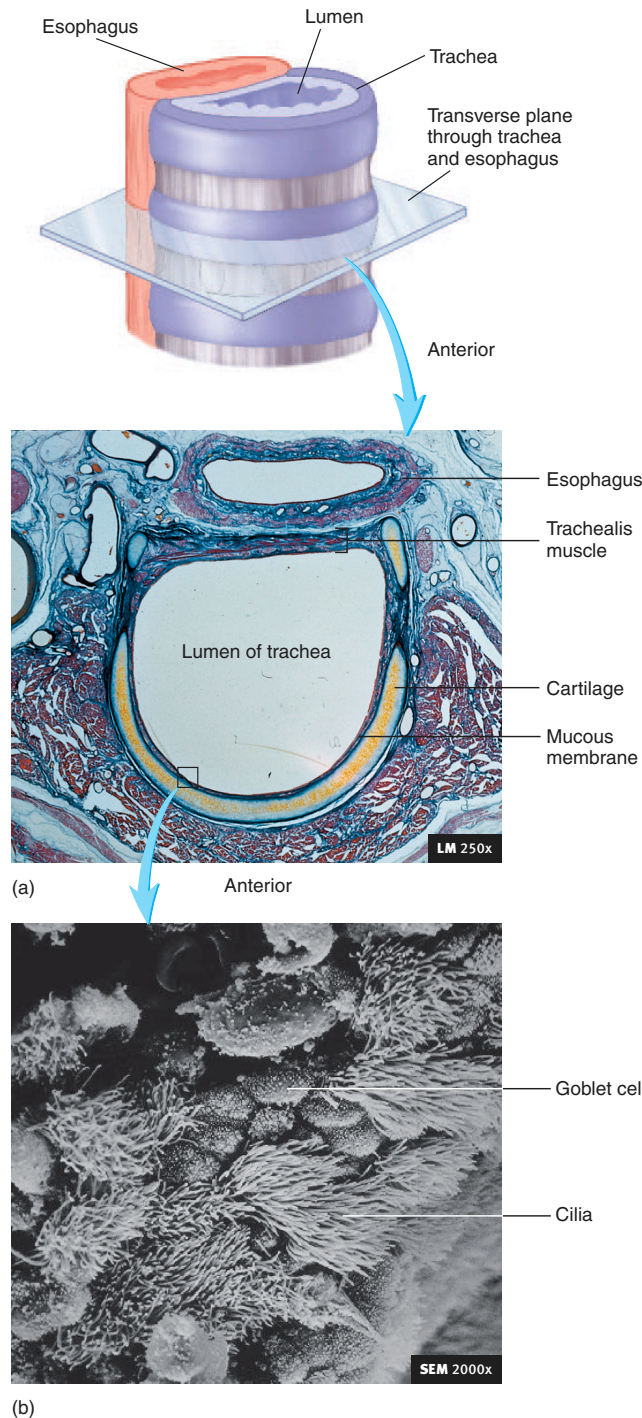 Esophagus
Lumen
Trachea
Transverse plane
through trachea
and esophagus
Anterior
Esophagus
Trachealis
muscle
Lumen of trachea
Cartilage
Mucous
membrane
LM 250x
(a)
Anterior
Goblet cel
Cilia
SEM 2000x
(b)